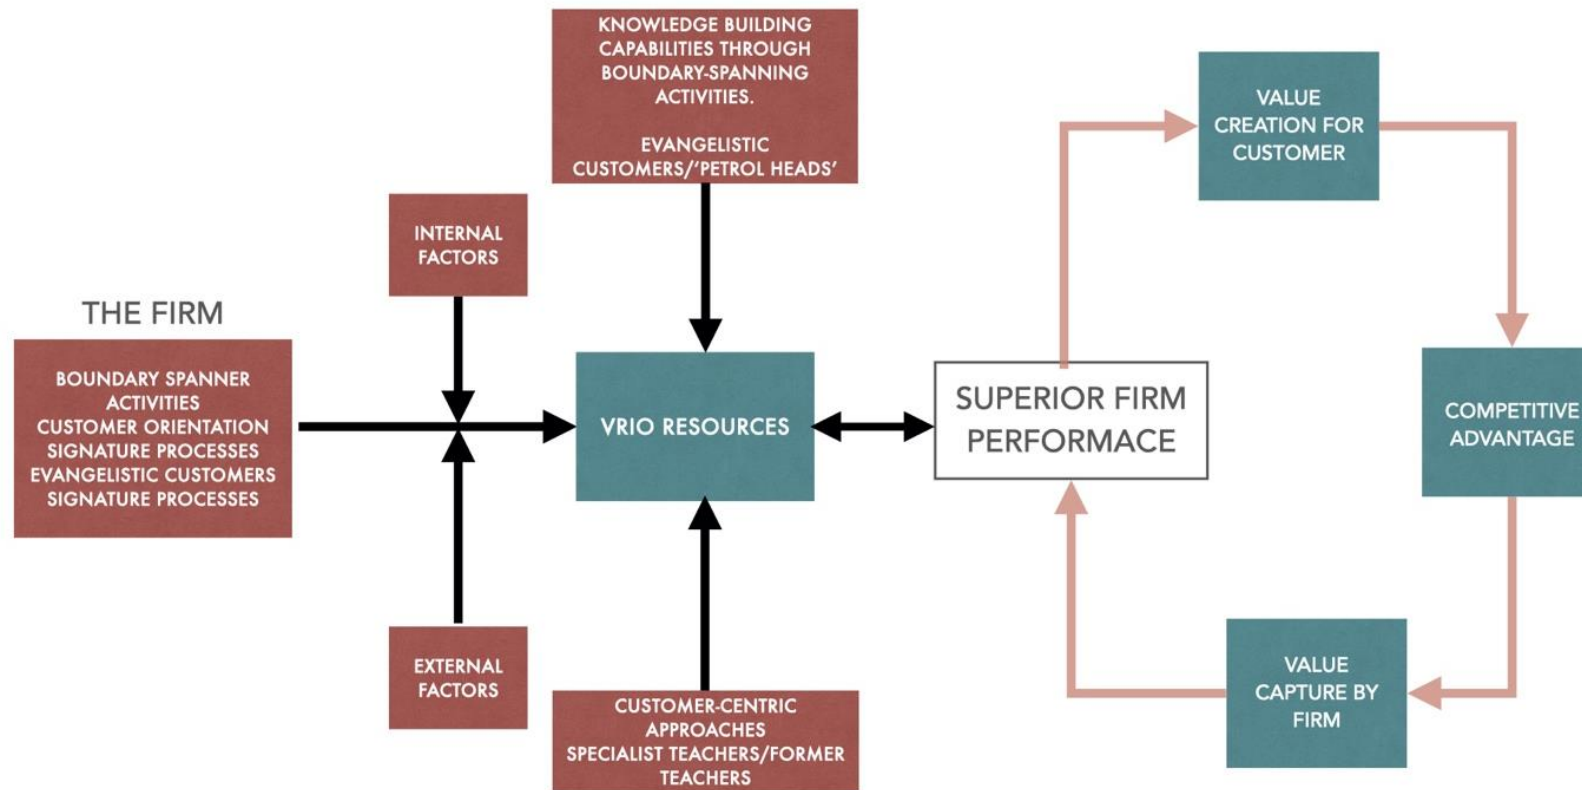 KNOWLEDGE BUILDING
CAPABILITIES THROUGH
BOUNDARY-SPANNING
ACTIVITIES.
EVANGELISTIC
CUSTOMERS/'PETROL HEADS'
INTERNAL
FACTORS
THE FIRM
BOUNDARY SPANNER
ACTIVITIES
CUSTOMER ORIENTATION
SIGNATURE PROCESSES
EVANGELISTIC CUSTOMERS
SIGNATURE PROCESSES
EXTERNAL
FACTORS
VRIO RESOURCES
CUSTOMER-CENTRIC
APPROACHES
SPECIALIST TEACHERS/FORMER
TEACHERS
SUPERIOR FIRM
PERFORMACE
VALUE
CREATION FOR
CUSTOMER
COMPETITIVE
ADVANTAGE
VALUE
CAPTURE BY
FIRM